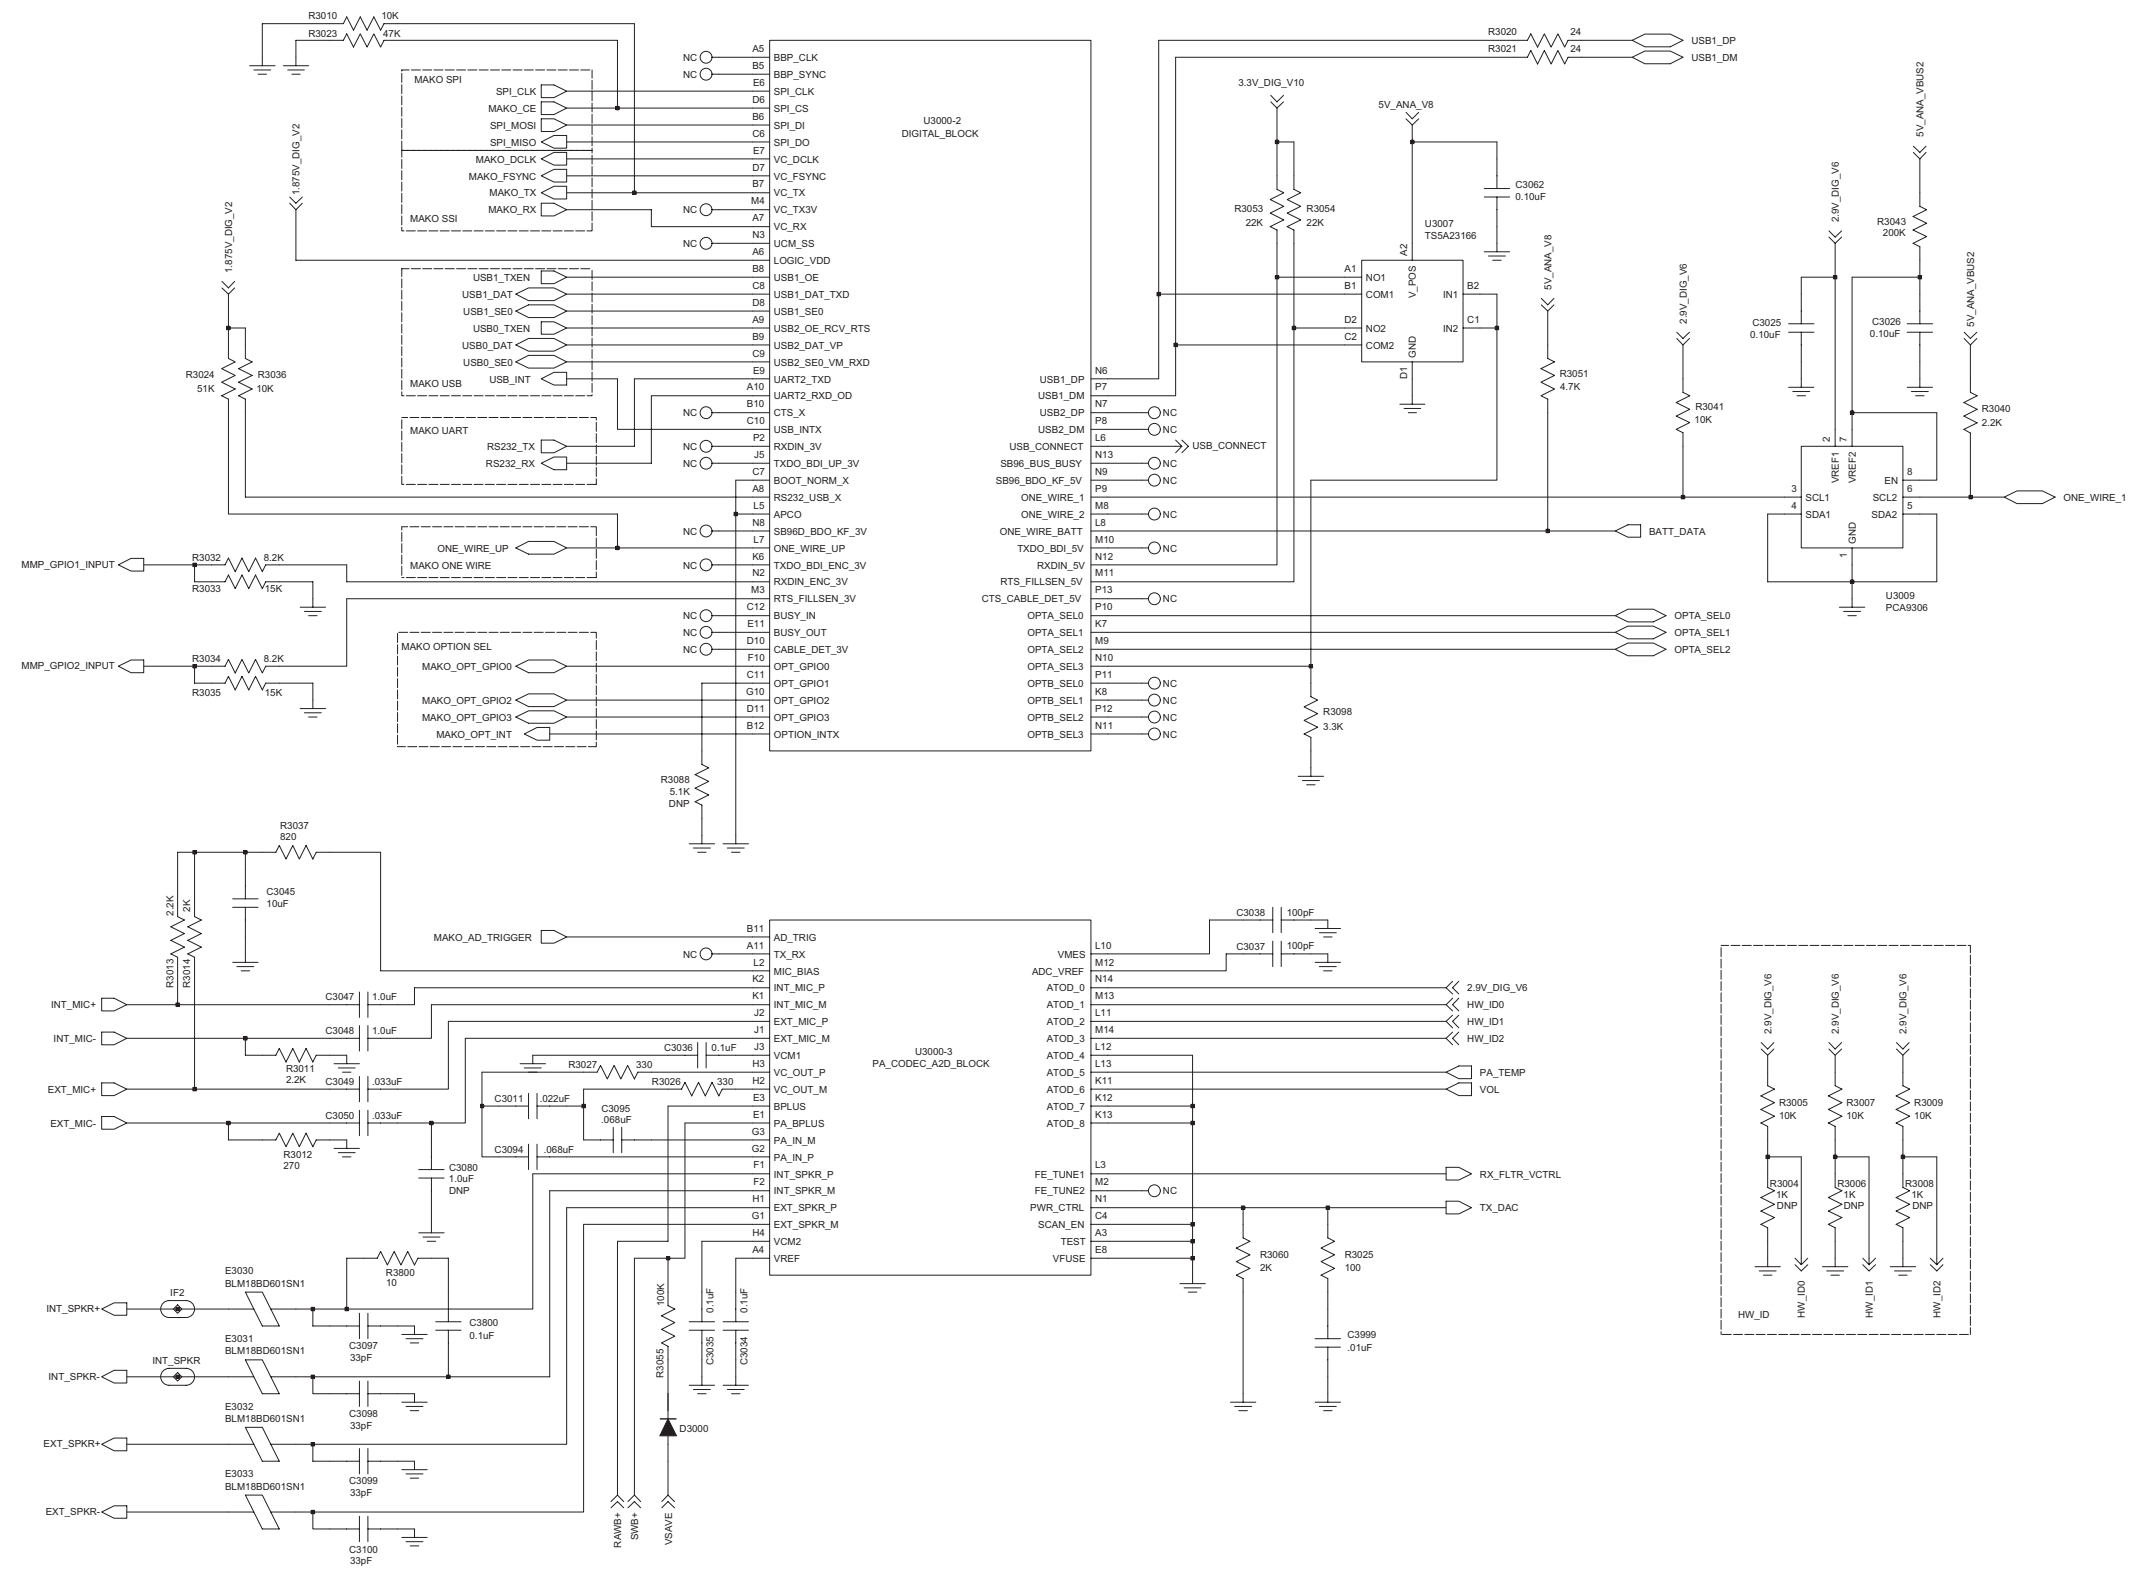 R3010 10K
R3023 47K
MAKO SPI
SPI_CLK
MAKO_CE
SPI_MOSI
SPI_MISO
MAKO_DCLK
MAKO_FSYNC
MAKO_TX
MAKO_RX
MAKO SSI
1.875V_DIG_V2
1.875V_DIG_V2
R3024
51K
R3036
10K
USB1_TXEN
USB1_DAT
USB1_SE0
USB0_TXEN
USB0_DAT
USB0_SE0
MAKO USB
USB_INT
MAKO UART
RS232_TX
RS232_RX
ONE_WIRE_UP
MAKO ONE WIRE
MMP_GPIO1_INPUT
R3032 8.2K
R3033 15K
MMP_GPIO2_INPUT
R3034 8.2K
R3035 15K
MAKO OPTION SEL
MAKO_OPT_GPIO0
MAKO_OPT_GPIO2
MAKO_OPT_GPIO3
MAKO_OPT_INT
R3088
5.1K
DNP
U3000-2
DIGITAL_BLOCK
NC A5 BBP_CLK
NC B5 BBP_SYNC
E6 SPI_CLK
D6 SPI_CS
B6 SPI_DI
C6 SPI_DO
E7 VC_DCLK
D7 VC_FSYNC
B7 VC_TX
NC M4 VC_TX3V
A7 VC_RX
NC N3 UCM_SS
A6 LOGIC_VDD
B8 USB1_OE
C8 USB1_DAT_TXD
D8 USB1_SE0
A9 USB2_OE_RCV_RTS
B9 USB2_DAT_VP
C9 USB2_SE0_VM_RXD
E9 UART2_TXD
A10 UART2_RXD_OD
NC B10 CTS_X
C10 USB_INTX
NC P2 RXDIN_3V
NC J5 TXDO_BDI_UP_3V
C7 BOOT_NORM_X
A8 RS232_USB_X
L5 APCO
NC N8 SB96D_BDO_KF_3V
L7 ONE_WIRE_UP
NC K6 TXDO_BDI_ENC_3V
N2 RXDIN_ENC_3V
M3 RTS_FILLSEN_3V
NC C12 BUSY_IN
NC E11 BUSY_OUT
NC D10 CABLE_DET_3V
F10 OPT_GPIO0
C11 OPT_GPIO1
G10 OPT_GPIO2
D11 OPT_GPIO3
B12 OPTION_INTX
USB1_DP N6
USB1_DM P7
USB2_DP N7 NC
USB2_DM P8 NC
USB_CONNECT L6 USB_CONNECT
SB96_BUS_BUSY N13 NC
SB96_BDO_KF_5V N9 NC
ONE_WIRE_1 P9
ONE_WIRE_2 M8 NC
ONE_WIRE_BATT L8
TXDO_BDI_5V M10 NC
RXDIN_5V N12
RTS_FILLSEN_5V M11
CTS_CABLE_DET_5V P13 NC
OPTA_SEL0 P10
OPTA_SEL1 K7
OPTA_SEL2 M9
OPTA_SEL3 N10
OPTB_SEL0 P11 NC
OPTB_SEL1 K8 NC
OPTB_SEL2 P12 NC
OPTB_SEL3 N11 NC
R3020 24 USB1_DP
R3021 24 USB1_DM
3.3V_DIG_V10
R3053
22K
R3054
22K
5V_ANA_V8
C3062
0.10uF
U3007
TS5A23166
A2 V_POS
A1 NO1
B1 COM1
D2 NO2
C2 COM2
IN1 B2
IN2 C1
GND D1
5V_ANA_V8
R3051
4.7K
2.9V_DIG_V6
R3041
10K
2.9V_DIG_V6
C3025
0.10uF
5V_ANA_VBUS2
R3043
200K
C3026
0.10uF
5V_ANA_VBUS2
R3040
2.2K
2 VREF1
7 VREF2
EN 8
3 SCL1
SCL2 6
4 SDA1
SDA2 5
GND 1
U3009
PCA9306
ONE_WIRE_1
BATT_DATA
OPTA_SEL0
OPTA_SEL1
OPTA_SEL2
R3098
3.3K
R3037
820
C3045
10uF
2.2K
R3013
2K
R3014
INT_MIC+
C3047 1.0uF
INT_MIC-
C3048 1.0uF
R3011
2.2K
EXT_MIC+
C3049 .033uF
EXT_MIC-
C3050 .033uF
R3012
270
C3080
1.0uF
DNP
MAKO_AD_TRIGGER
C3036 0.1uF
R3027 330
R3026 330
C3011 .022uF
C3095
.068uF
C3094 .068uF
U3000-3
PA_CODEC_A2D_BLOCK
B11 AD_TRIG
NC A11 TX_RX
L2 MIC_BIAS
K2 INT_MIC_P
K1 INT_MIC_M
J2 EXT_MIC_P
J1 EXT_MIC_M
J3 VCM1
H3 VC_OUT_P
H2 VC_OUT_M
E3 BPLUS
E1 PA_BPLUS
G3 PA_IN_M
G2 PA_IN_P
F1 INT_SPKR_P
F2 INT_SPKR_M
H1 EXT_SPKR_P
G1 EXT_SPKR_M
H4 VCM2
A4 VREF
VMES L10
ADC_VREF M12
ATOD_0 N14
ATOD_1 M13
ATOD_2 L11
ATOD_3 M14
ATOD_4 L12
ATOD_5 L13
ATOD_6 K11
ATOD_7 K12
ATOD_8 K13
FE_TUNE1 L3
FE_TUNE2 M2 NC
PWR_CTRL N1
SCAN_EN C4
TEST A3
VFUSE E8
C3038 100pF
C3037 100pF
2.9V_DIG_V6
HW_ID0
HW_ID1
HW_ID2
PA_TEMP
VOL
RX_FLTR_VCTRL
TX_DAC
R3060
2K
R3025
100
C3999
.01uF
R3800
10
C3800
0.1uF
INT_SPKR+
IF2
E3030
BLM18BD601SN1
C3097
33pF
INT_SPKR-
INT_SPKR
E3031
BLM18BD601SN1
C3098
33pF
EXT_SPKR+
E3032
BLM18BD601SN1
C3099
33pF
EXT_SPKR-
E3033
BLM18BD601SN1
C3100
33pF
100K
R3055
0.1uF
C3035
0.1uF
C3034
D3000
RAWB+
SWB+
VSAVE
2.9V_DIG_V6
2.9V_DIG_V6
2.9V_DIG_V6
R3005
10K
R3007
10K
R3009
10K
R3004
1K
DNP
R3006
1K
DNP
R3008
1K
DNP
HW_ID
HW_ID0
HW_ID1
HW_ID2